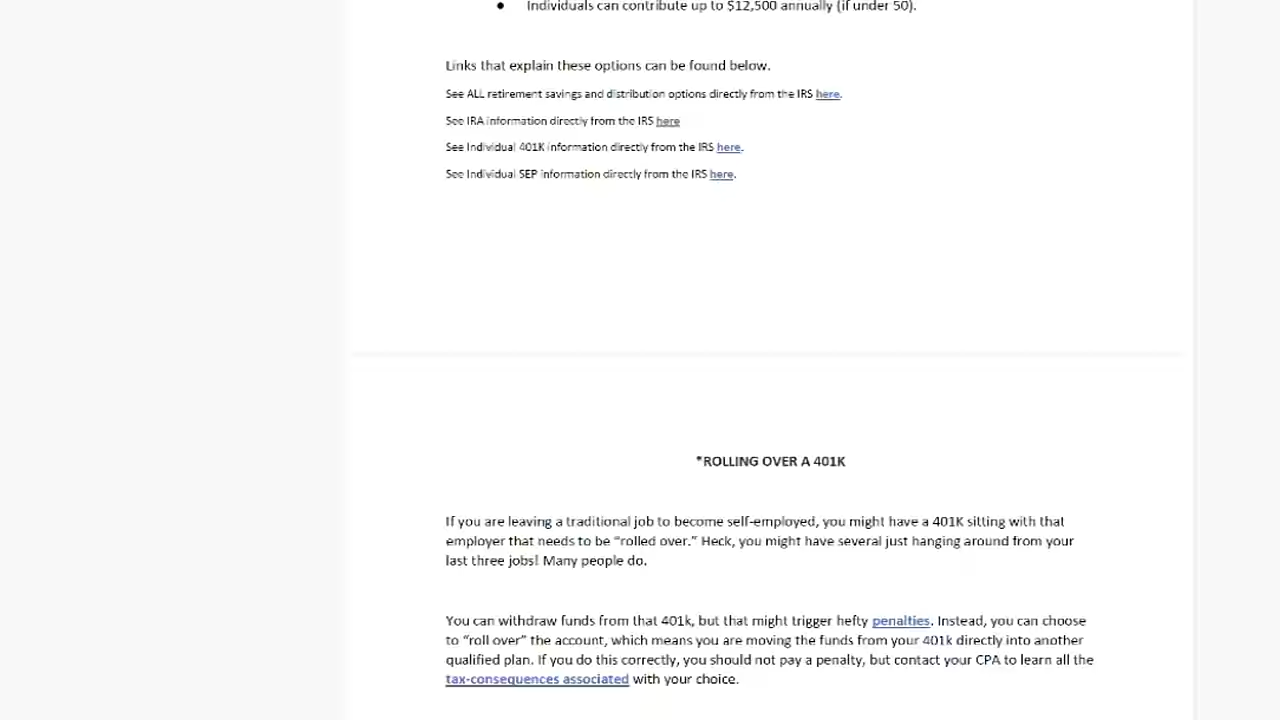 ● Individuals can contribute up to $12,500 annually (if under 50).
Links that explain these options can be found below.
See ALL retirement savings and distribution options directly from the IRS here.
See IRA information directly from the IRS here
See Individual 401K information directly from the IRS here.
See Individual SEP information directly from the IRS here.
*ROLLING OVER A 401K
If you are leaving a traditional job to become self-employed, you might have a 401K sitting with that
employer that needs to be “rolled over.” Heck, you might have several just hanging around from your
last three jobs! Many people do.
You can withdraw funds from that 401k, but that might trigger hefty penalties. Instead, you can choose
to “roll over” the account, which means you are moving the funds from your 401k directly into another
qualified plan. If you do this correctly, you should not pay a penalty, but contact your CPA to learn all the
tax-consequences associated with your choice.